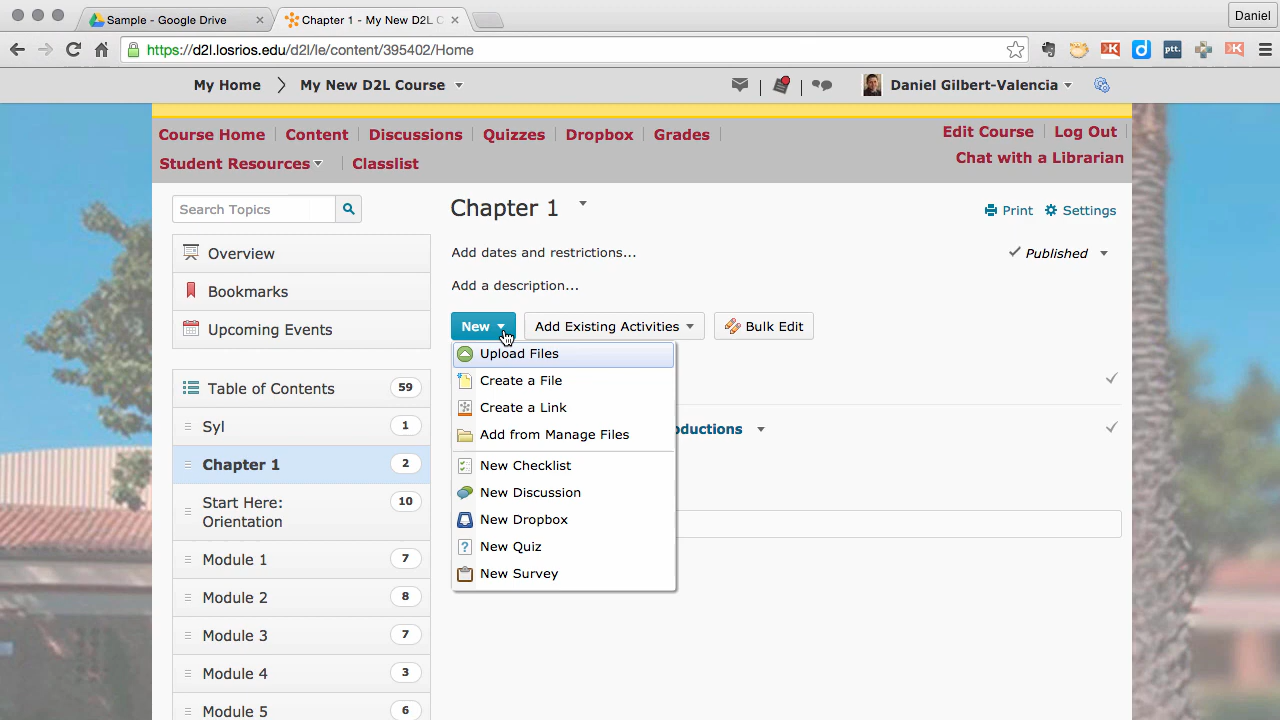 Sample - Google Drive
Chapter 1 - My New D2L C
Daniel
https://d2l.losrios.edu/d2l/le/content/395402/Home
ptt.
My Home
My New D2L Course
Daniel Gilbert-Valencia
Course Home
Content
Discussions
Quizzes
Dropbox
Grades
Edit Course
Log Out
Student Resources
Classlist
Chat with a Librarian
Search Topics
Overview
Bookmarks
Upcoming Events
Table of Contents 59
Syl 1
Chapter 1 2
Start Here:
Orientation 10
Module 1 7
Module 2 8
Module 3 7
Module 4 3
Module 5 6
Chapter 1
Print
Settings
Add dates and restrictions...
Published
Add a description...
New
Add Existing Activities
Bulk Edit
Upload Files
Create a File
Create a Link
Add from Manage Files
oductions
New Checklist
New Discussion
New Dropbox
New Quiz
New Survey